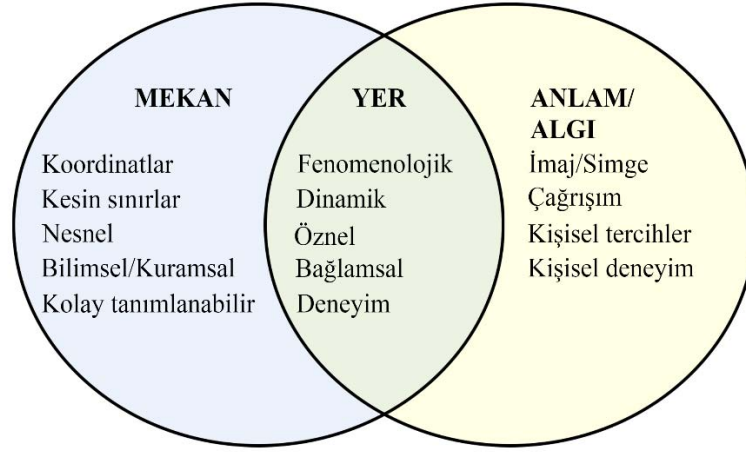 MEKAN
Koordinatlar
Kesin sınırlar
Nesnel
Bilimsel/Kuramsal
Kolay tanımlanabilir
YER
Fenomenolojik
Dinamik
Öznel
Bağlamsal
Deneyim
ANLAM/
ALGI
İmaj/Simge
Çağrışım
Kişisel tercihler
Kişisel deneyim